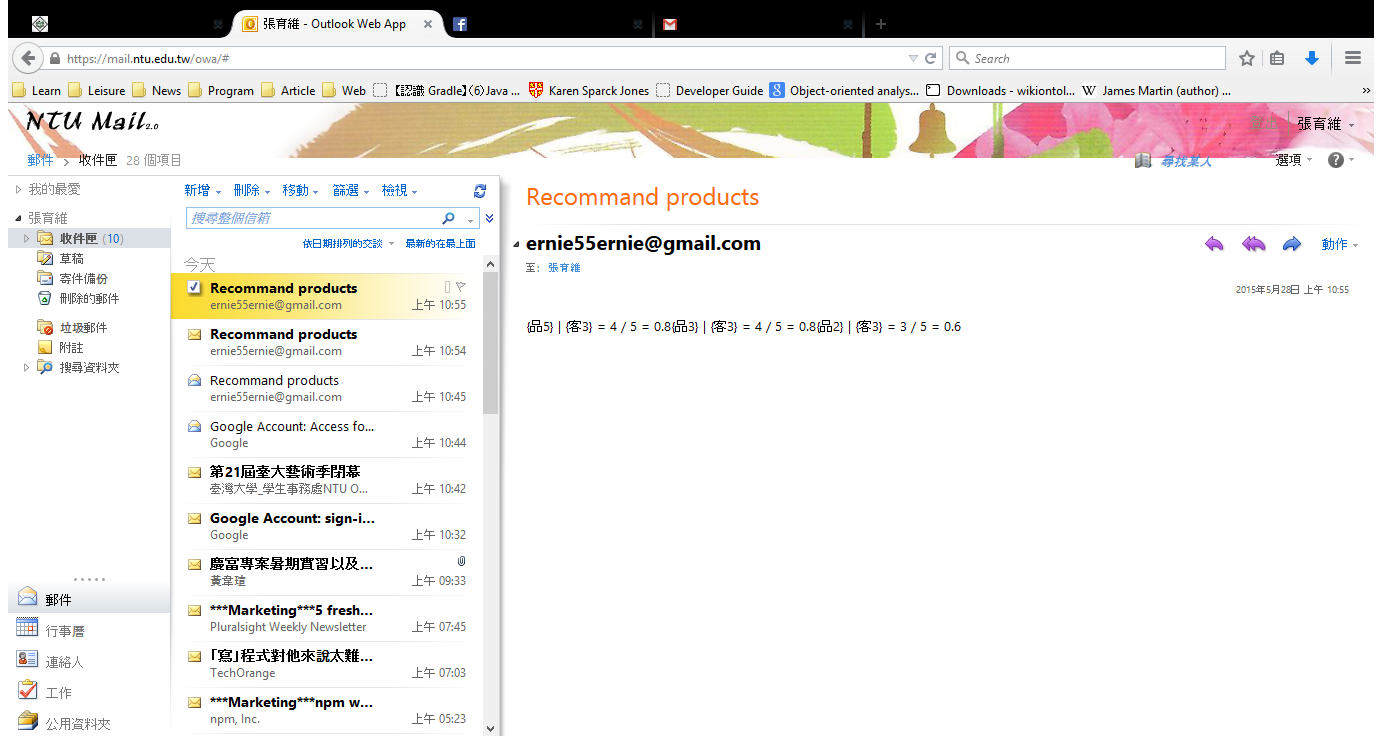 張育維 - Outlook Web App
https://mail.ntu.edu.tw/owa/#
Search
Learn Leisure News Program Article Web 【認識 Gradle】(6)Java ... Karen Sparck Jones Developer Guide Object-oriented analys... Downloads - wikiontol... James Martin (author) ...
NTU Mail2.0
登出 張育維
郵件 > 收件匣 28 個項目
尋找某人 選項
我的最愛
張育維
收件匣 (10)
草稿
寄件備份
刪除的郵件
垃圾郵件
附註
搜尋資料夾
郵件
行事曆
連絡人
工作
公用資料夾
新增 刪除 移動 篩選 檢視
搜尋整個信箱
依日期排列的交談 最新的在最上面
今天
Recommand products
ernie55ernie@gmail.com 上午 10:55
Recommand products
ernie55ernie@gmail.com 上午 10:54
Recommand products
ernie55ernie@gmail.com 上午 10:45
Google Account: Access fo...
Google 上午 10:44
第21屆臺大藝術季閉幕
臺灣大學_學生事務處NTU O... 上午 10:42
Google Account: sign-i...
Google 上午 10:32
慶富專案暑期實習以及...
黃韋瑄 上午 09:33
***Marketing***5 fresh...
Pluralsight Weekly Newsletter 上午 07:45
「寫」程式對他來說太難...
TechOrange 上午 07:03
***Marketing***npm w...
npm, Inc. 上午 05:23
Recommand products
ernie55ernie@gmail.com
動作
至: 張育維
2015年5月28日 上午 10:55
{品5} | {客3} = 4 / 5 = 0.8{品3} | {客3} = 4 / 5 = 0.8{品2} | {客3} = 3 / 5 = 0.6